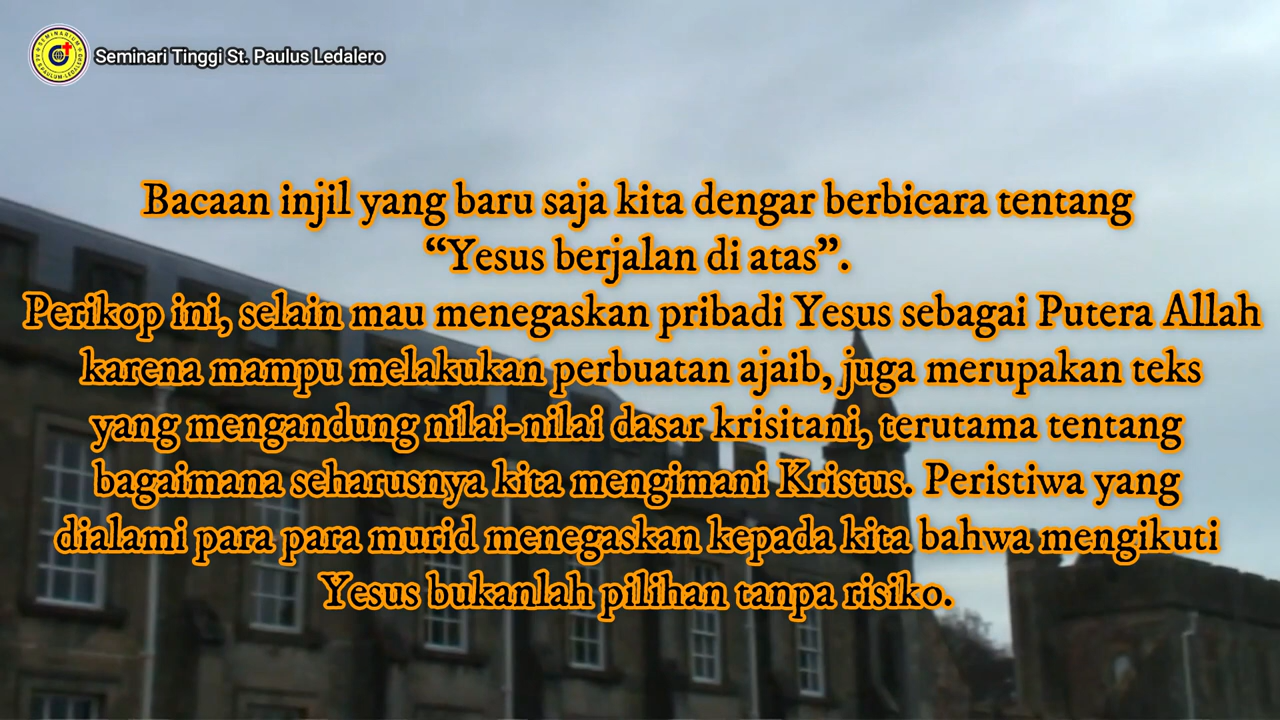 Seminari Tinggi St. Paulus Ledalero
Bacaan injil yang baru saja kita dengar berbicara tentang
“Yesus berjalan di atas”.
Perikop ini, selain mau menegaskan pribadi Yesus sebagai Putera Allah
karena mampu melakukan perbuatan ajaib, juga merupakan teks
yang mengandung nilai-nilai dasar krisitani, terutama tentang
bagaimana seharusnya kita mengimani Kristus. Peristiwa yang
dialami para para murid menegaskan kepada kita bahwa mengikuti
Yesus bukanlah pilihan tanpa risiko.